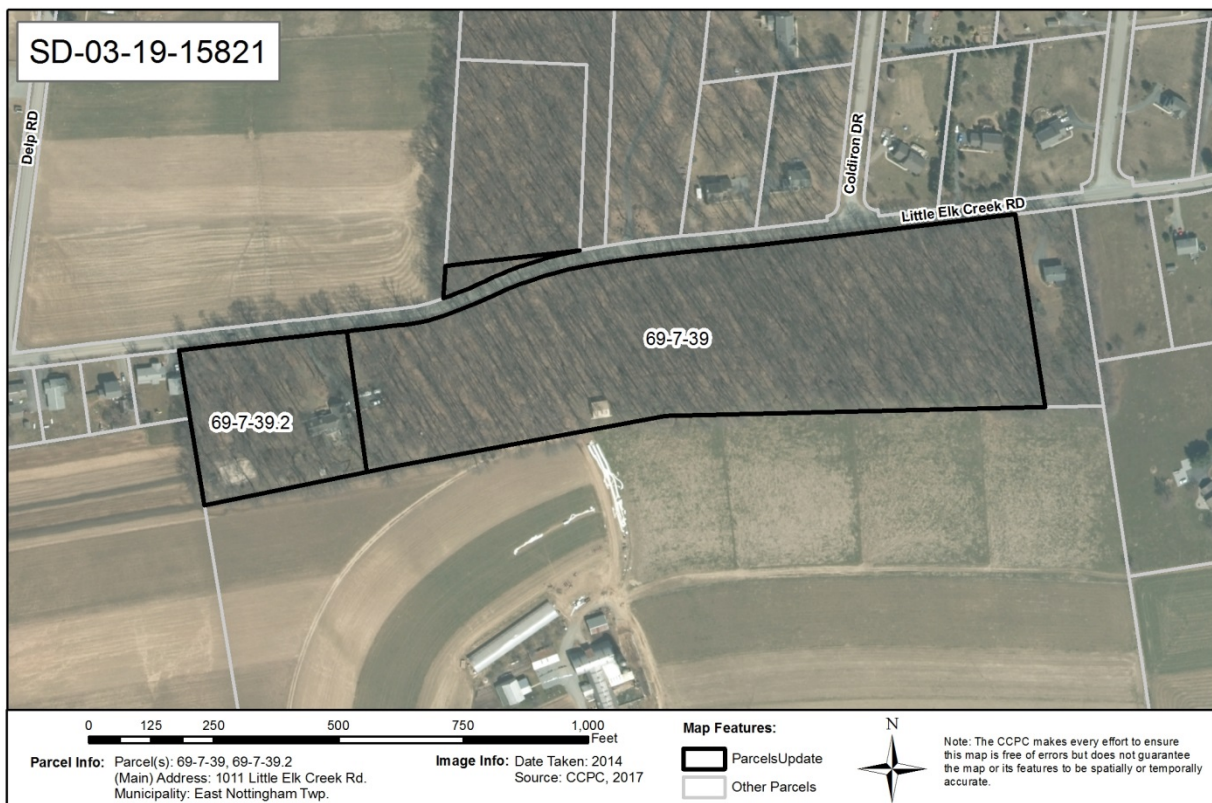 SD-03-19-15821
Delp RD
Coldiron DR
Little Elk Creek RD
69-7-39
69-7-39.2
0 125 250 500 750 1,000
Feet
Parcel Info: Parcel(s): 69-7-39, 69-7-39.2
(Main) Address: 1011 Little Elk Creek Rd.
Municipality: East Nottingham Twp.
Image Info: Date Taken: 2014
Source: CCPC, 2017
Map Features:
ParcelsUpdate
Other Parcels
N
Note: The CCPC makes every effort to ensure
this map is free of errors but does not guarantee
the map or its features to be spatially or temporally
accurate.